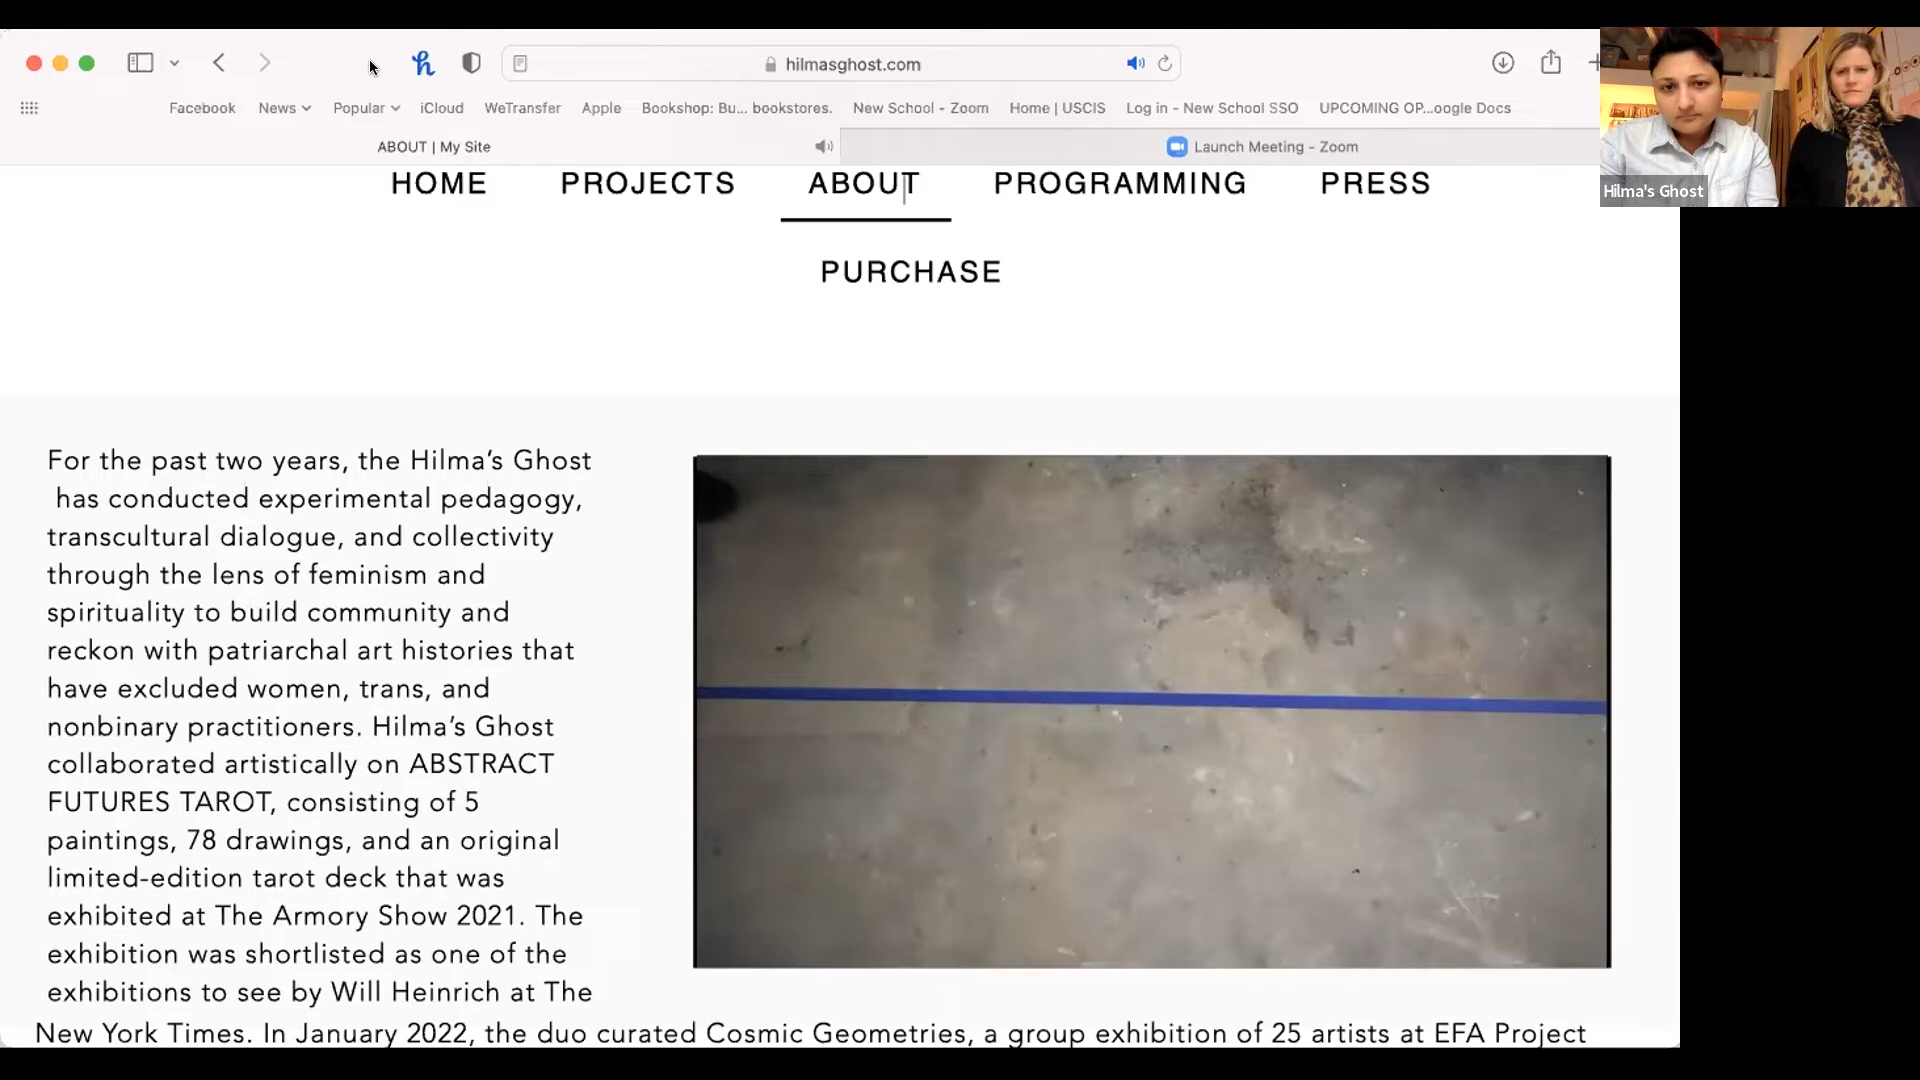 hilmasghost.com
Facebook News Popular iCloud WeTransfer Apple Bookshop: Bu... bookstores. New School - Zoom Home | USCIS Log in - New School SSO UPCOMING OP...oogle Docs
ABOUT | My Site Launch Meeting - Zoom
Hilma's Ghost
HOME PROJECTS ABOUT PROGRAMMING PRESS
PURCHASE
For the past two years, the Hilma’s Ghost
has conducted experimental pedagogy,
transcultural dialogue, and collectivity
through the lens of feminism and
spirituality to build community and
reckon with patriarchal art histories that
have excluded women, trans, and
nonbinary practitioners. Hilma’s Ghost
collaborated artistically on ABSTRACT
FUTURES TAROT, consisting of 5
paintings, 78 drawings, and an original
limited-edition tarot deck that was
exhibited at The Armory Show 2021. The
exhibition was shortlisted as one of the
exhibitions to see by Will Heinrich at The
New York Times. In January 2022, the duo curated Cosmic Geometries, a group exhibition of 25 artists at EFA Project